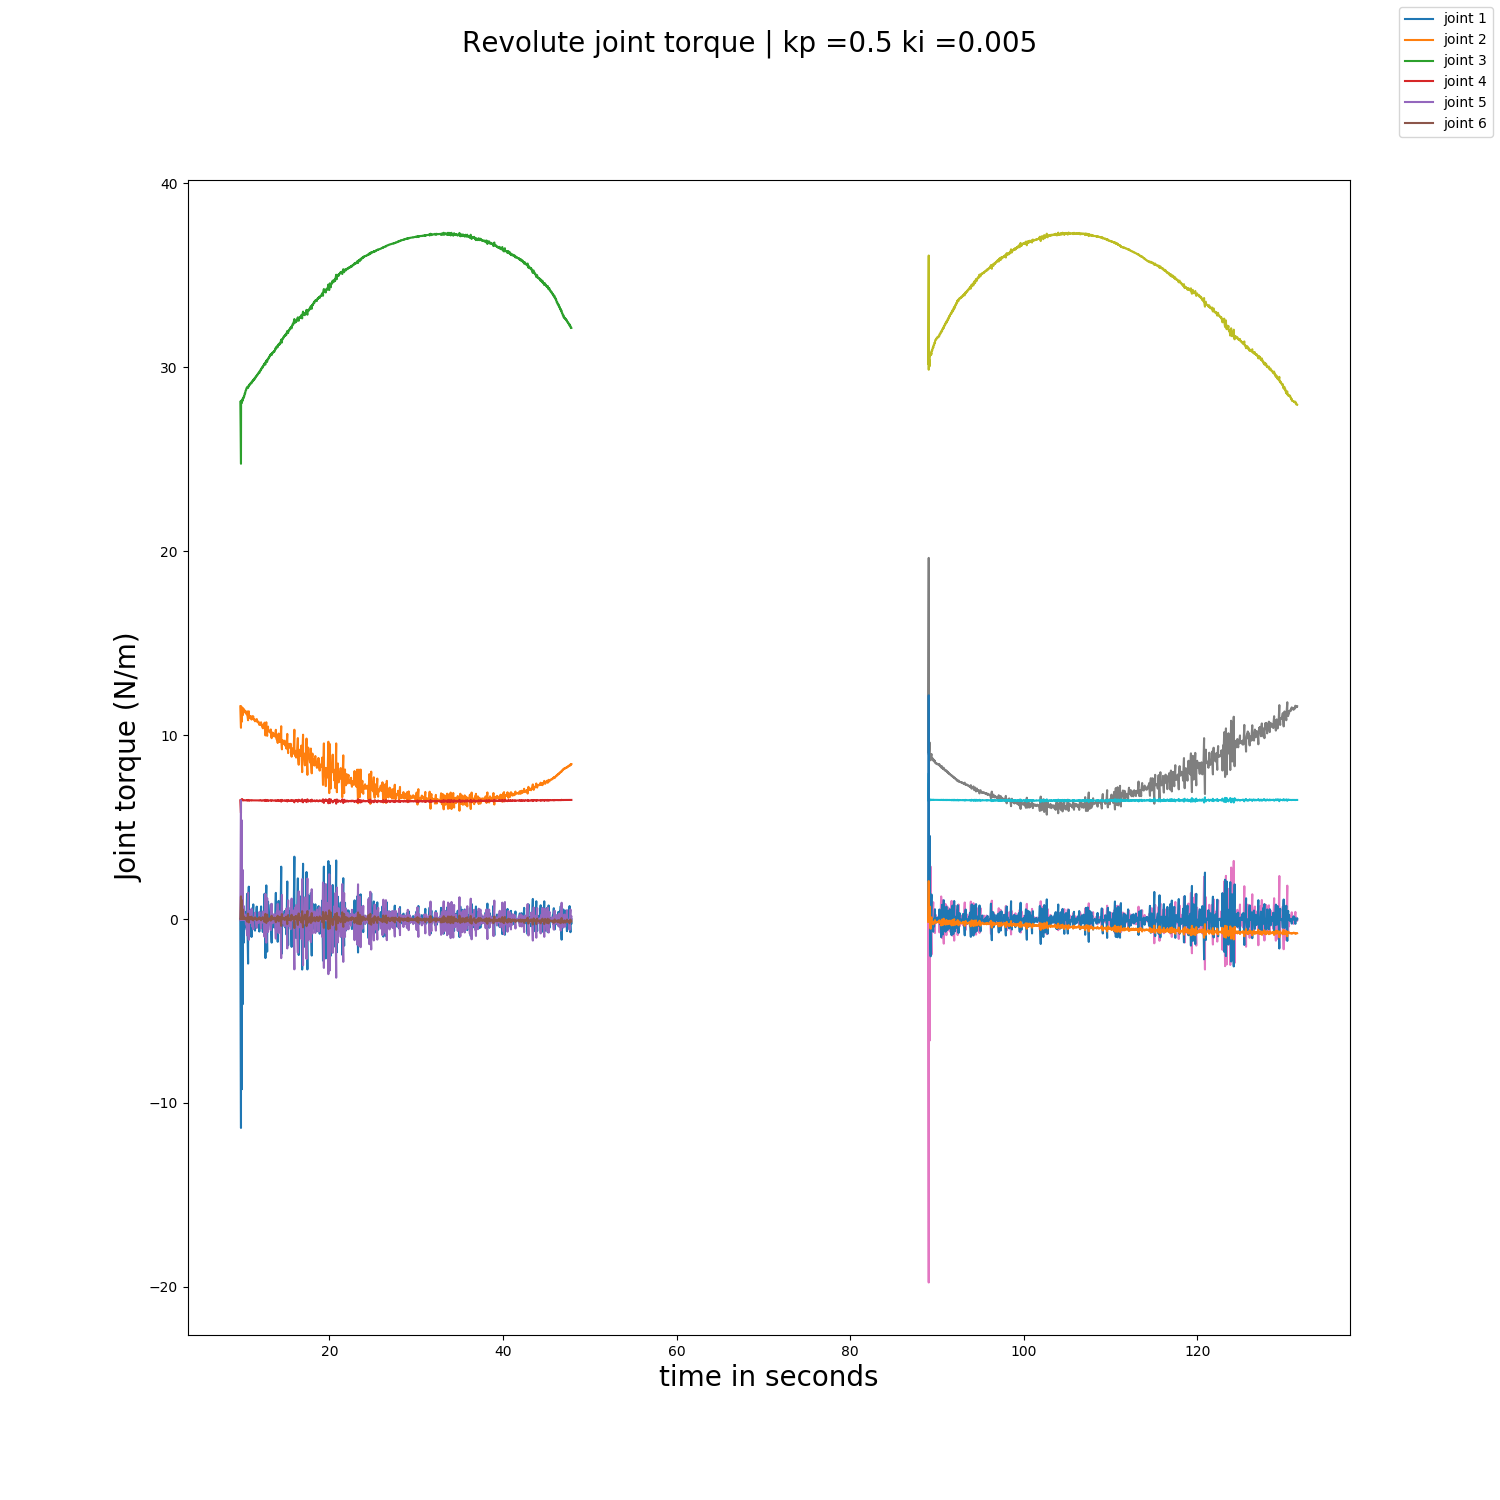 Revolute joint torque | kp =0.5 ki =0.005
joint 1
joint 2
joint 3
joint 4
joint 5
joint 6
40
30
20
10
0
−10
−20
Joint torque (N/m)
20
40
60
80
100
120
time in seconds